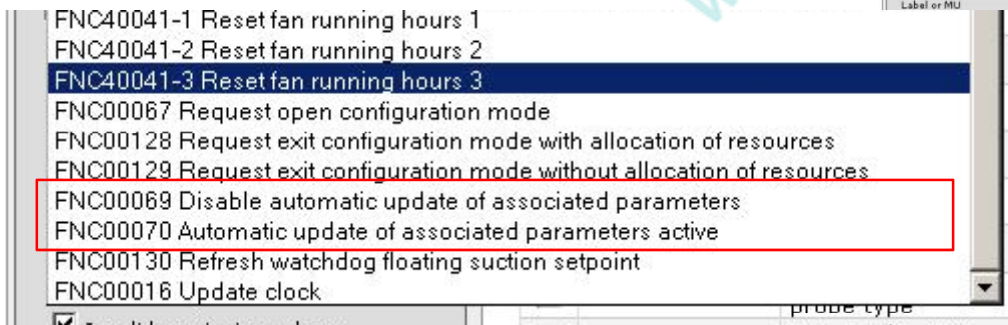 Label or MU
FNC40041-1 Reset fan running hours 1
FNC40041-2 Reset fan running hours 2
FNC40041-3 Reset fan running hours 3
FNC00067 Request open configuration mode
FNC00128 Request exit configuration mode with allocation of resources
FNC00129 Request exit configuration mode without allocation of resources
FNC00069 Disable automatic update of associated parameters
FNC00070 Automatic update of associated parameters active
FNC00130 Refresh watchdog floating suction setpoint
FNC00016 Update clock
probe type